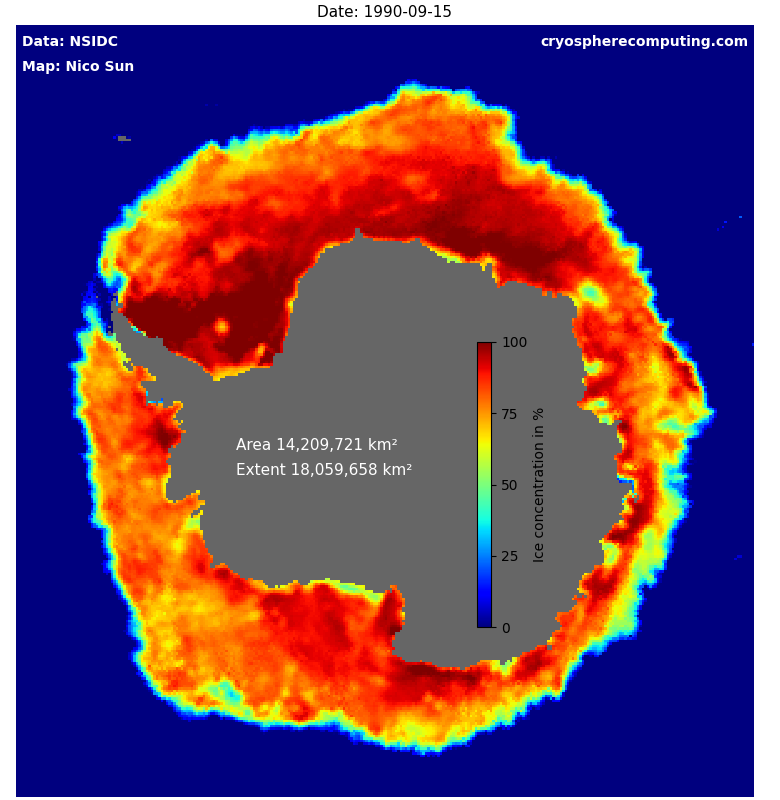 Date: 1990-09-15
Data: NSIDC
cryospherecomputing.com
Map: Nico Sun
100
75
50
25
0
Ice concentration in %
Area 14,209,721 km²
Extent 18,059,658 km²